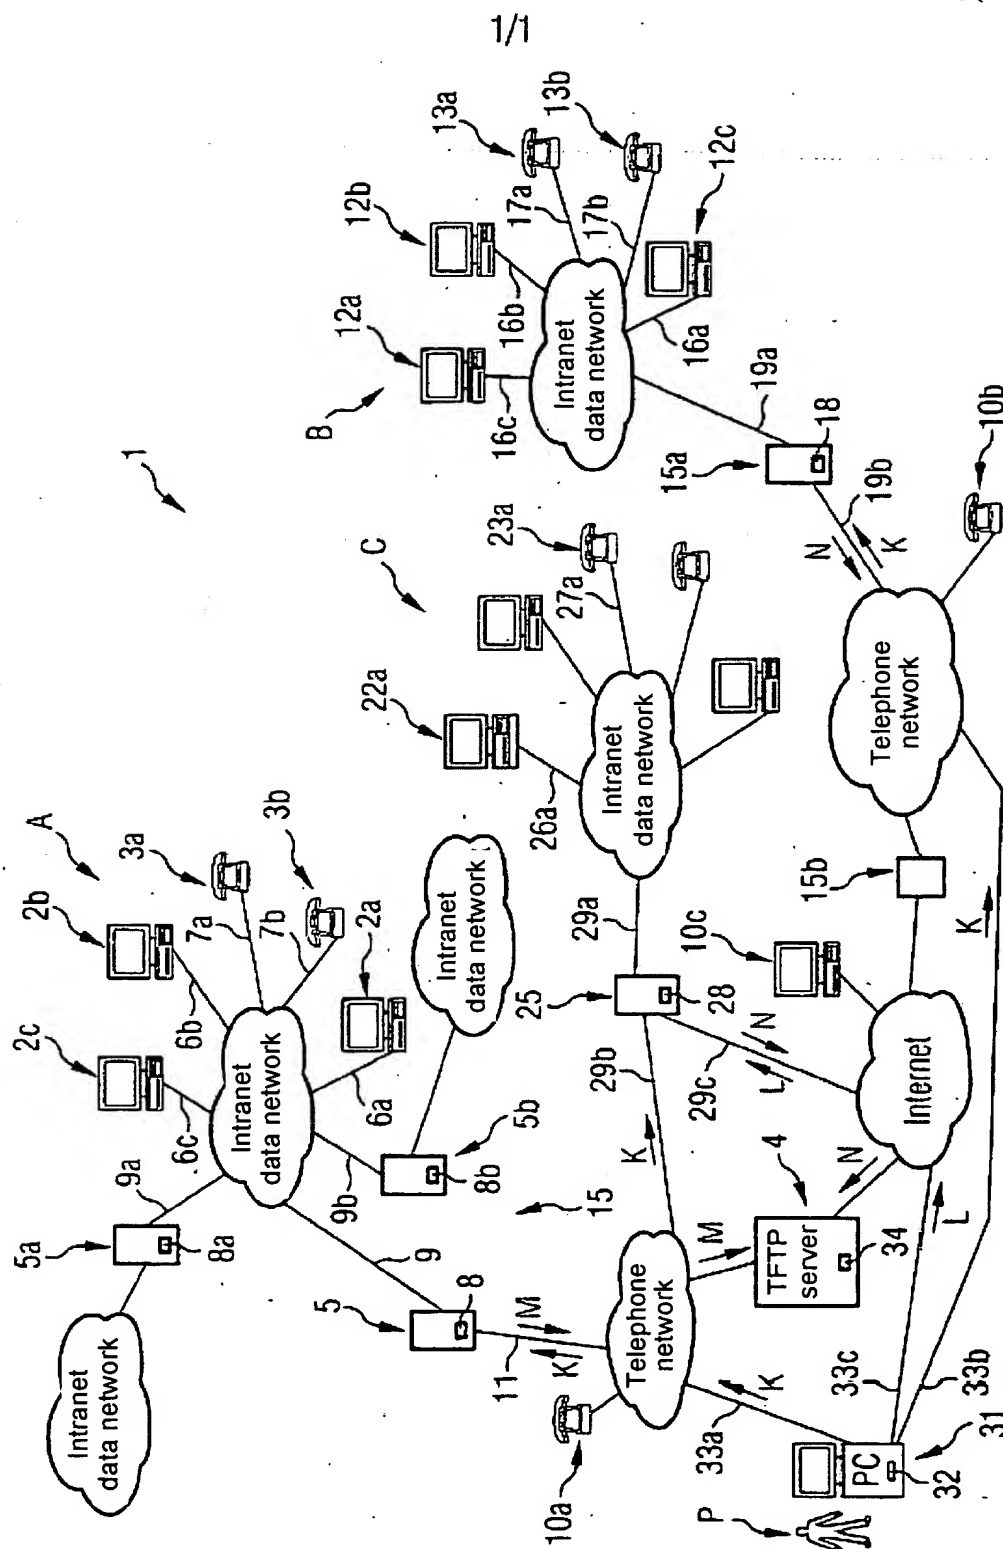 1/1
1
A
B
C
2c
2b
3a
3b
2a
6c
6b
7a
7b
6a
9a
5a
8a
Intranet
data network
Intranet
data network
Intranet
data network
9b
5b
8b
9
5
8
11
K
M
15
10a
Telephone
network
K
33a
M
K
29b
TFTP
server
34
4
N
22a
26a
23a
27a
Intranet
data network
29a
25
28
29c
L
N
10c
Internet
15b
L
K
33c
33b
PC
32
31
P
12a
12b
13a
13b
12c
16c
16b
17a
17b
16a
Intranet
data network
19a
15a
18
19b
N
K
10b
Telephone
network